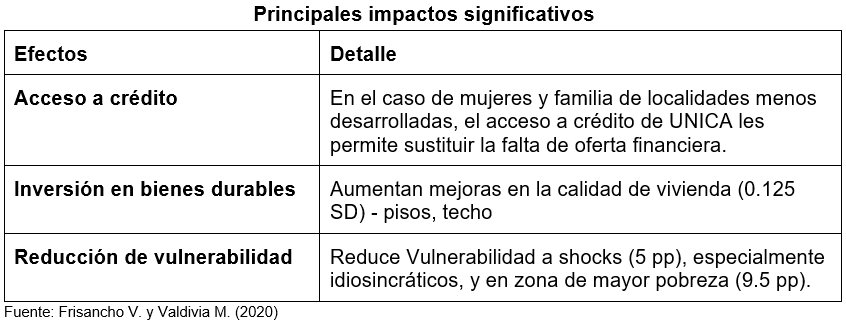 Principales impactos significativos
Efectos
Detalle
Acceso a crédito
En el caso de mujeres y familia de localidades menos
desarrolladas, el acceso a crédito de UNICA les
permite sustituir la falta de oferta financiera.
Inversión en bienes durables
Aumentan mejoras en la calidad de vivienda (0.125
SD) - pisos, techo
Reducción de vulnerabilidad
Reduce Vulnerabilidad a shocks (5 pp), especialmente
idiosincráticos, y en zona de mayor pobreza (9.5 pp).
Fuente: Frisancho V. y Valdivia M. (2020)